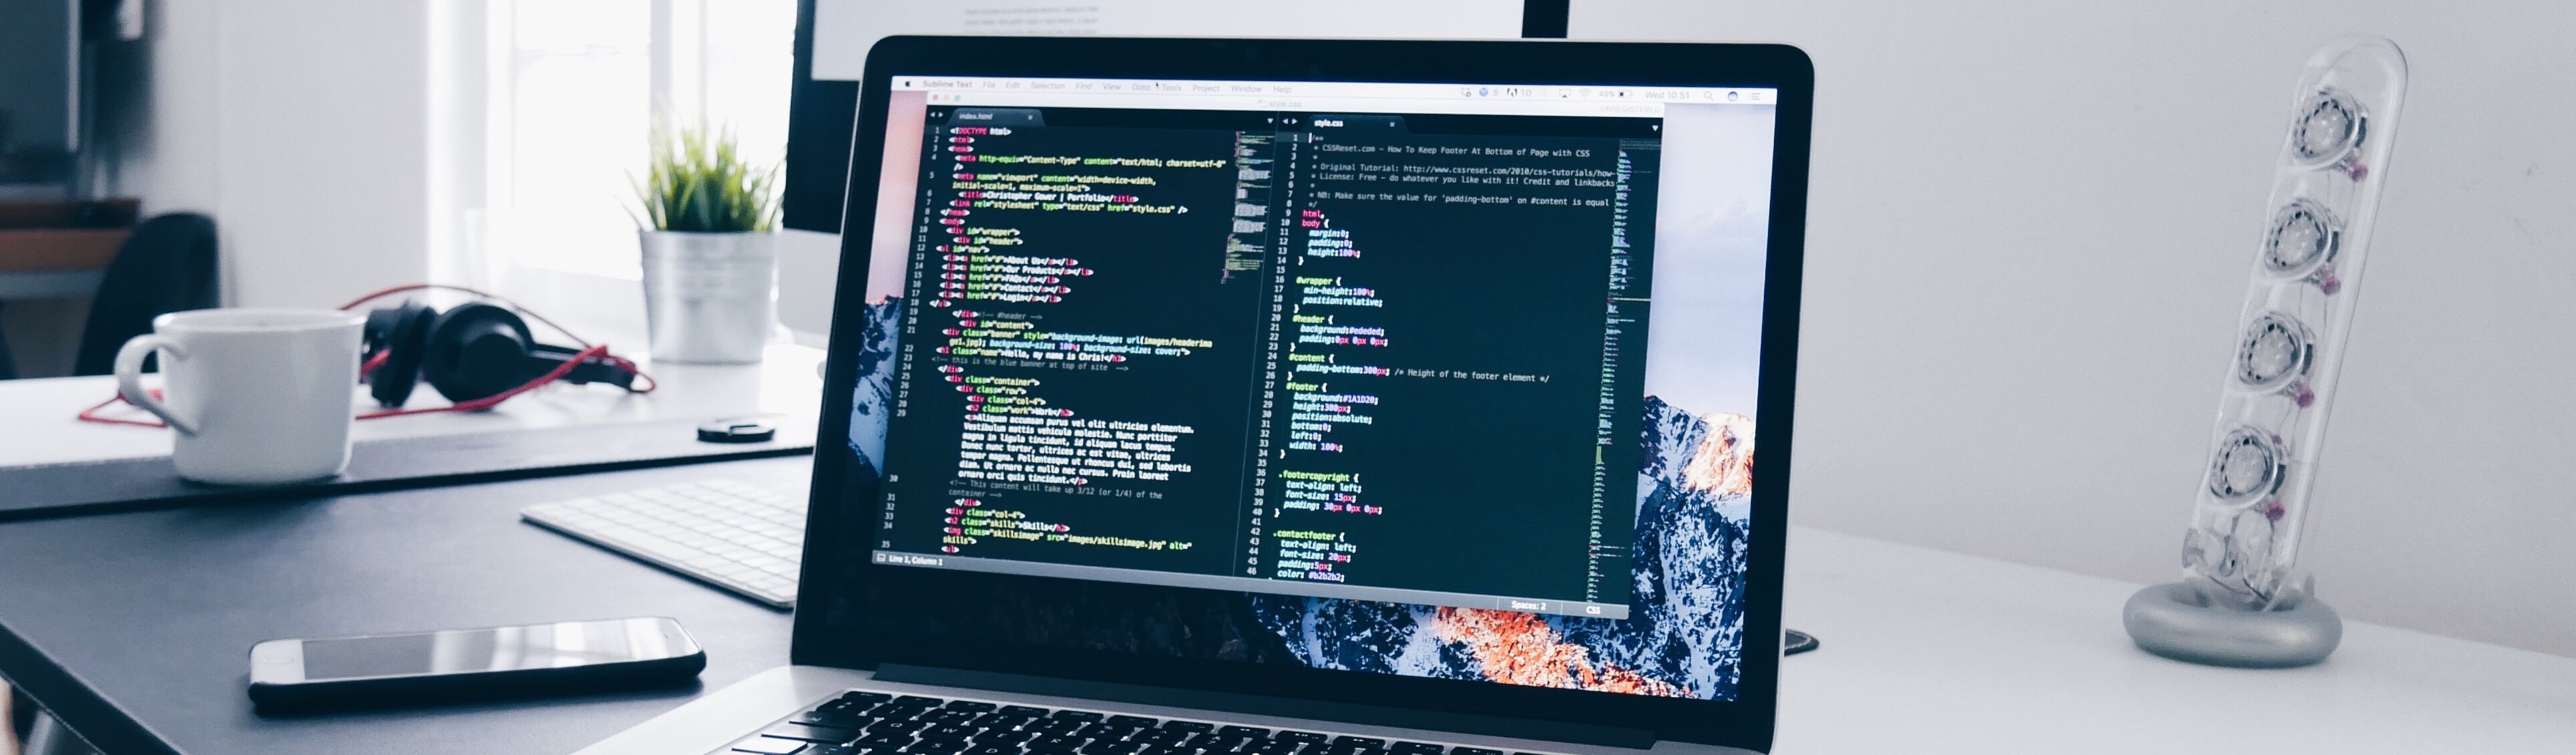 Sublime Text File Edit Selection Find View Goto Tools Project Window Help
8 10 49% Wed 10:51
style.css
UNREGISTERED
index.html
1 <!DOCTYPE html>
2 <html>
3 <head>
4 <meta http-equiv="Content-Type" content="text/html; charset=utf-8"
/>
5 <meta name="viewport" content="width=device-width,
initial-scale=1, maximum-scale=1">
6 <title>Christopher Gower | Portfolio</title>
7 <link rel="stylesheet" type="text/css" href="style.css" />
8 </head>
9 <body>
10 <div id="wrapper">
11 <div id="header">
12 <ul id="nav">
13 <li><a href="#">About Us</a></li>
14 <li><a href="#">Our Products</a></li>
15 <li><a href="#">FAQs</a></li>
16 <li><a href="#">Contact</a></li>
17 <li><a href="#">Login</a></li>
18 </ul>
19 </div><!-- #header -->
20 <div id="content">
21 <div class="banner" style="background-image: url(images/headerima
ge1.jpg); background-size: 100%; background-size: cover;">
22 <h1 class="name">Hello, my name is Chris!</h1>
23 <!-- this is the blue banner at top of site -->
24 </div>
25 <div class="container">
26 <div class="row">
27 <div class="col-4">
28 <h2 class="work">Work</h2>
29 <p>Aliquam accumsan purus vel elit ultricies elementum.
Vestibulum mattis vehicula molestie. Nunc porttitor
magna in ligula tincidunt, id aliquam lacus tempus.
Donec nunc tortor, ultrices ac est vitae, ultrices
tempor magna. Pellentesque ut rhoncus dui, sed lobortis
diam. Ut ornare ac nulla nec cursus. Proin laoreet
ornare orci quis tincidunt.</p>
30 <!-- This content will take up 3/12 (or 1/4) of the
container -->
31 </div>
32 <div class="col-4">
33 <h2 class="skills">Skills</h2>
34 <img class="skillsimage" src="images/skillsimage.jpg" alt="
skills">
35 <ul>
Line 1, Column 1
style.css
1 /**
2 * CSSReset.com - How To Keep Footer At Bottom of Page with CSS
3 *
4 * Original Tutorial: http://www.cssreset.com/2010/css-tutorials/how-
5 * License: Free - do whatever you like with it! Credit and linkbacks
6 *
7 * NB: Make sure the value for 'padding-bottom' on #content is equal
8 */
9 html,
10 body {
11 margin:0;
12 padding:0;
13 height:100%;
14 }
15
16 #wrapper {
17 min-height:100%;
18 position:relative;
19 }
20 #header {
21 background:#ededed;
22 padding:0px 0px 0px;
23 }
24 #content {
25 padding-bottom:300px; /* Height of the footer element */
26 }
27 #footer {
28 background:#1A1D20;
29 height:300px;
30 position:absolute;
31 bottom:0;
32 left:0;
33 width: 100%;
34 }
35
36 .footercopyright {
37 text-align: left;
38 font-size: 15px;
39 padding: 30px 0px 0px;
40 }
41
42 .contactfooter {
43 text-align: left;
44 font-size: 20px;
45 padding:5px;
46 color: #b2b2b2;
Spaces: 2 CSS